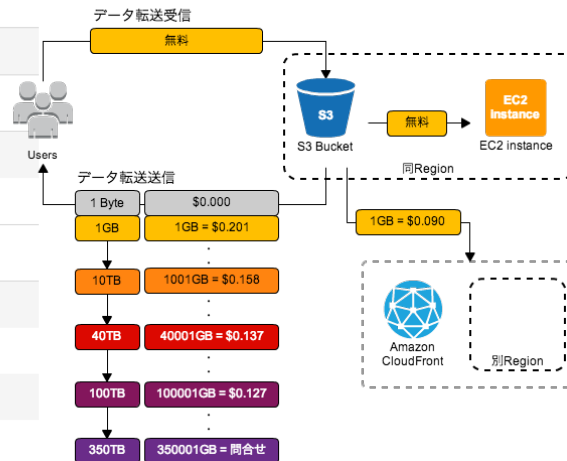 データ転送受信
無料
S3
S3 Bucket
無料
EC2
instance
EC2 instance
同Region
Users
データ転送送信
1 Byte
$0.000
1GB
1GB = $0.201
1GB = $0.090
10TB
1001GB = $0.158
40TB
40001GB = $0.137
100TB
100001GB = $0.127
350TB
350001GB = 問合せ
Amazon
CloudFront
別Region